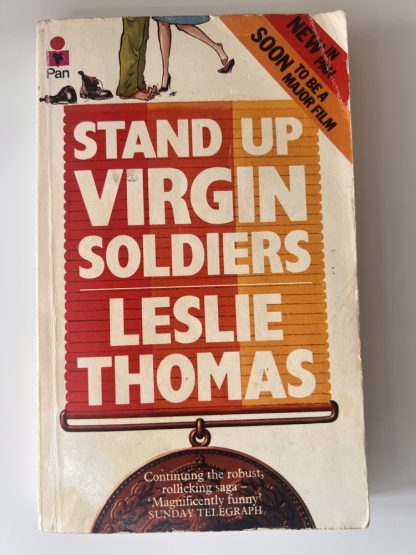 Pan
NEW IN
PAN
SOON TO BE A
MAJOR FILM
STAND UP
VIRGIN
SOLDIERS
LESLIE
THOMAS
Continuing the robust,
rollicking saga –
‘Magnificently funny’
SUNDAY TELEGRAPH